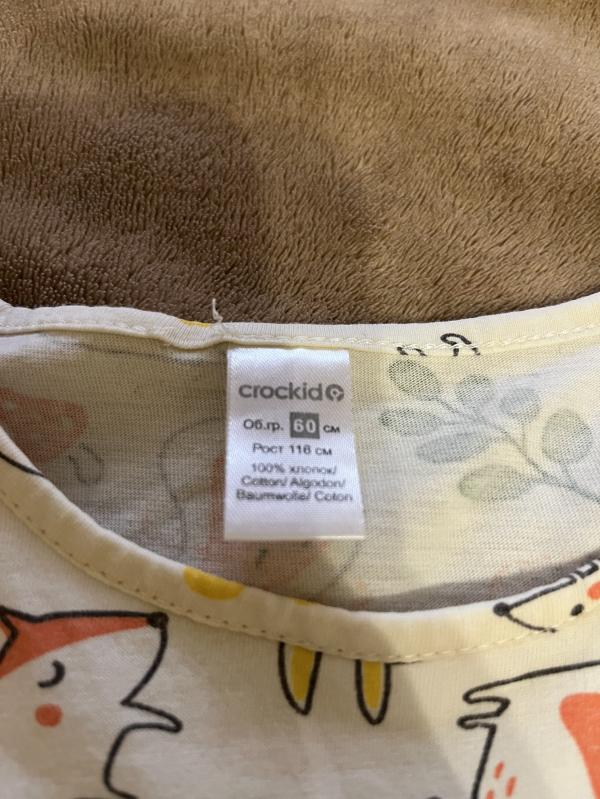 crockid
Об.гр. 60 см
Рост 116 см
100% хлопок/
Cotton/ Algodon/
Baumwolle/ Coton